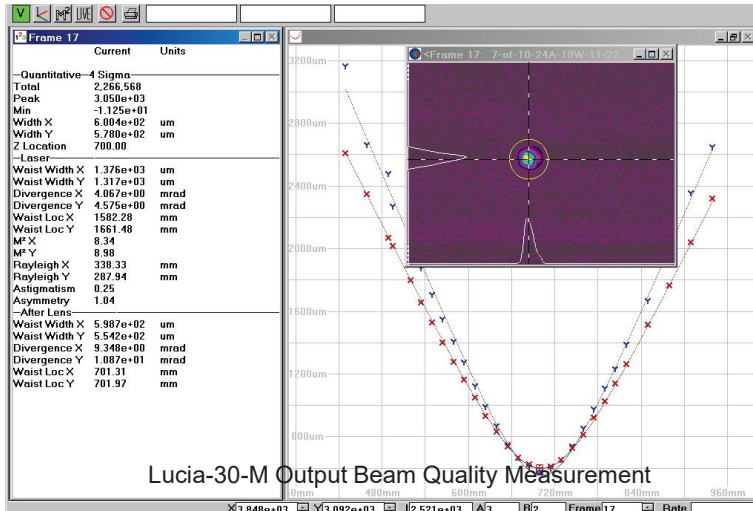 V M² LIVE
Frame 17
Current Units
Quantitative-4 Sigma
Total 2,266,568
Peak 3.050e+03
Min -1.125e+01
Width X 6.004e+02 um
Width Y 5.780e+02 um
Z Location 700.00
Laser
Waist Width X 1.376e+03 um
Waist Width Y 1.317e+03 um
Divergence X 4.067e+00 mrad
Divergence Y 4.575e+00 mrad
Waist Loc X 1582.28 mm
Waist Loc Y 1661.48 mm
M² X 8.34
M² Y 8.98
Rayleigh X 338.33 mm
Rayleigh Y 287.94 mm
Astigmatism 0.25
Asymmetry 1.04
After Lens
Waist Width X 5.987e+02 um
Waist Width Y 5.542e+02 um
Divergence X 9.348e+00 mrad
Divergence Y 1.087e+01 mrad
Waist Loc X 701.31 mm
Waist Loc Y 701.97 mm
<Frame 17: 7-of-10-24A-19W-11-22
3200um
2800um
2400um
2000um
1600um
1200um
800um
Lucia-30-M Output Beam Quality Measurement
480mm 600mm 720mm 840mm 960mm
X 3.848e+03 Y 3.092e+03 2.521e+03 A 3 B 2 Frame 17 Rate